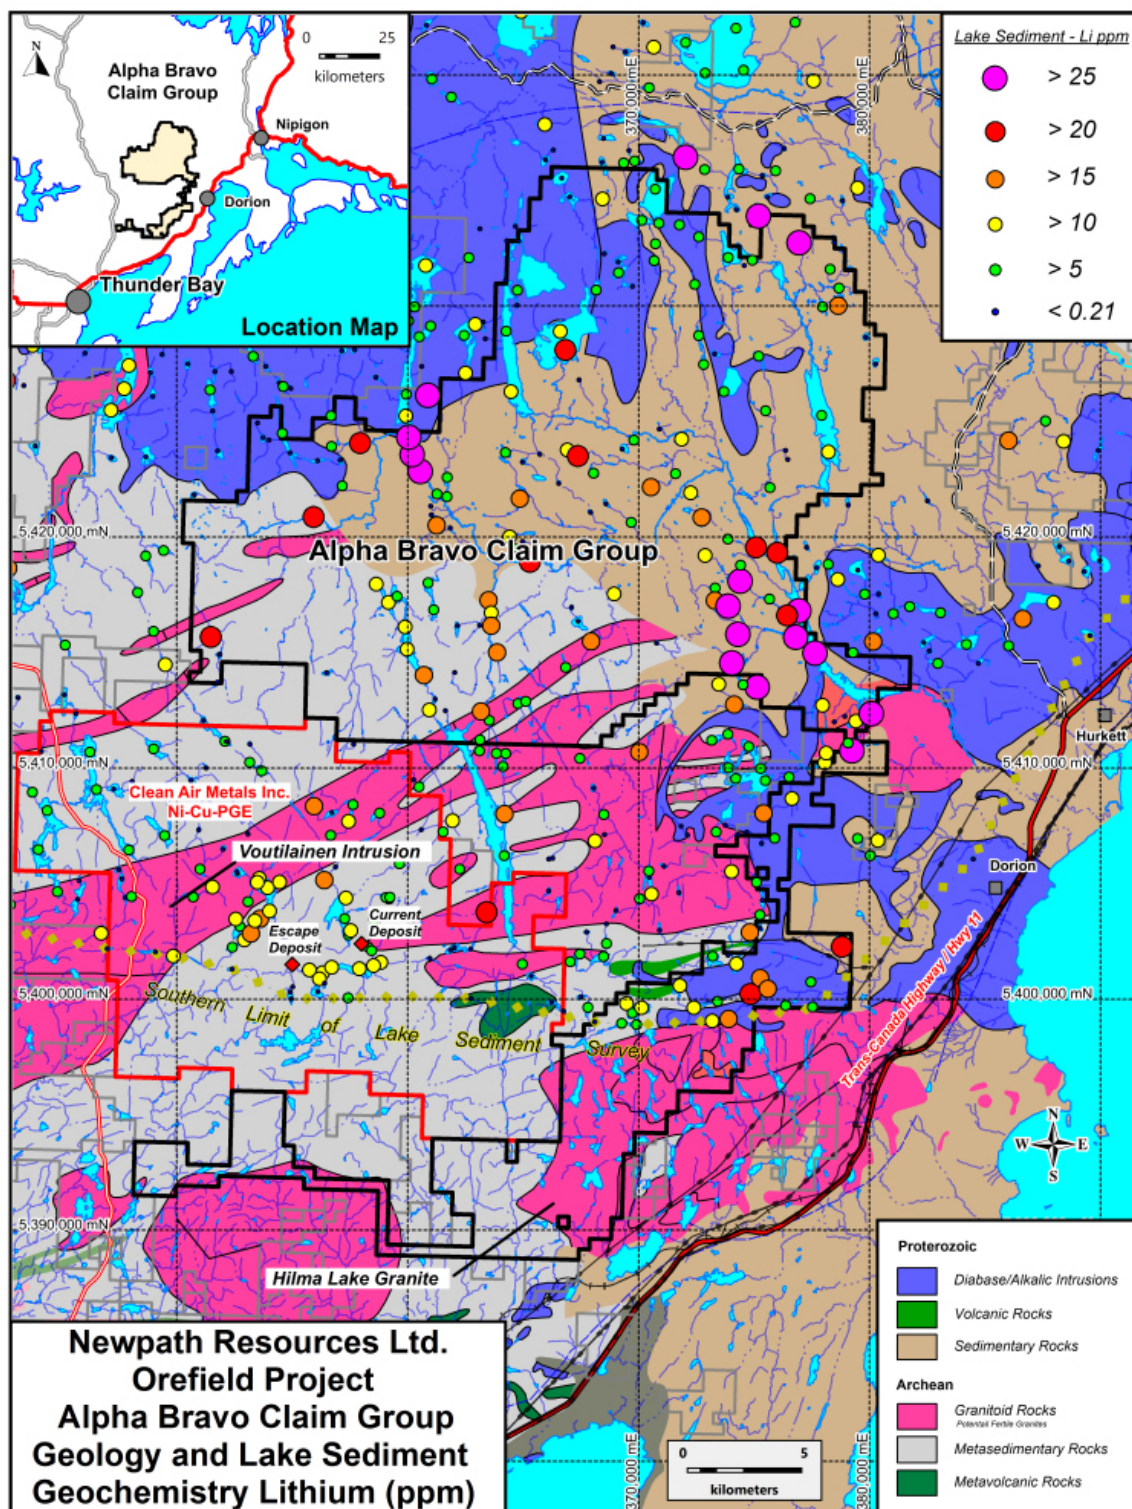 N
0 25
kilometers
Alpha Bravo
Claim Group
Nipigon
Dorion
Thunder Bay
Location Map
Lake Sediment - Li ppm
> 25
> 20
> 15
> 10
> 5
< 0.21
370,000 mE
380,000 mE
5,420,000 mN
5,420,000 mN
Alpha Bravo Claim Group
5,410,000 mN
5,410,000 mN
Hurkett
Clean Air Metals Inc.
Ni-Cu-PGE
Voutilainen Intrusion
Dorion
Escape
Deposit
Current
Deposit
Trans-Canada Highway / Hwy 11
5,400,000 mN
5,400,000 mN
Southern Limit of Lake Sediment Survey
N
W E
S
5,390,000 mN
Hilma Lake Granite
Proterozoic
Diabase/Alkalic Intrusions
Volcanic Rocks
Sedimentary Rocks
Archean
Granitoid Rocks
Potentail Fertile Granites
Metasedimentary Rocks
Metavolcanic Rocks
Newpath Resources Ltd.
Orefield Project
Alpha Bravo Claim Group
Geology and Lake Sediment
Geochemistry Lithium (ppm)
0 5
kilometers
370,000 mE
380,000 mE